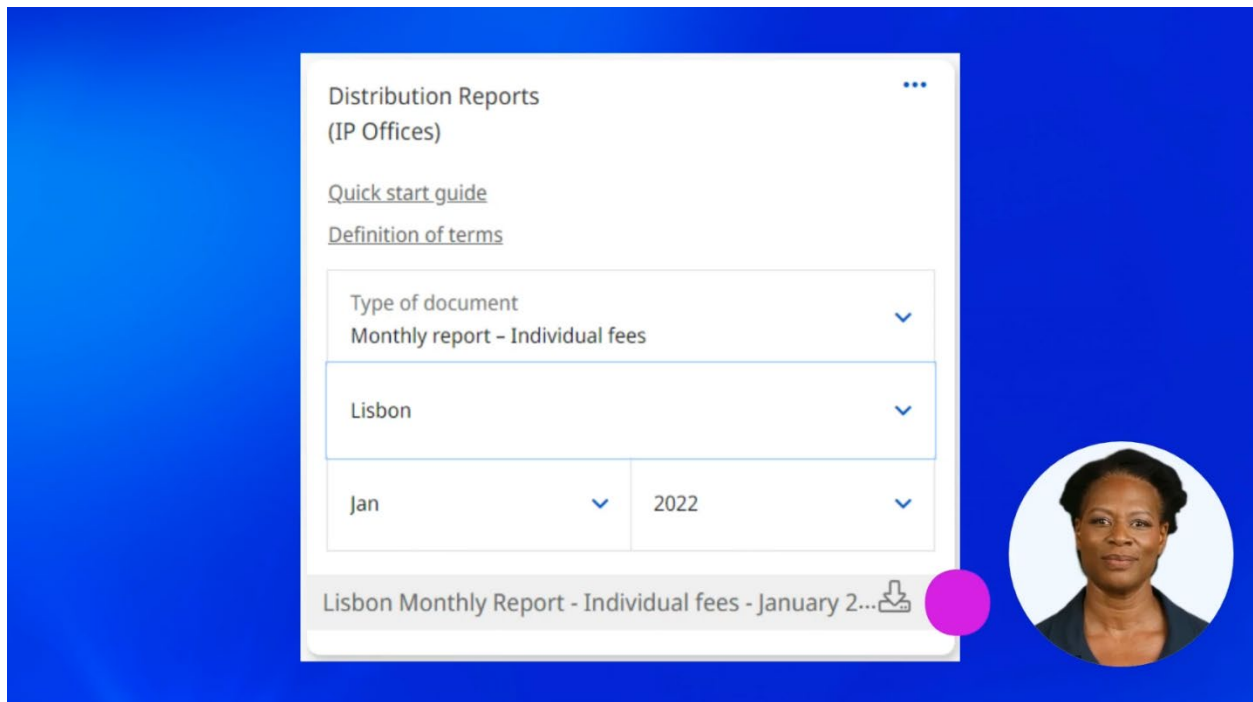 Distribution Reports
(IP Offices)
Quick start guide
Definition of terms
Type of document
Monthly report – Individual fees
Lisbon
Jan
2022
Lisbon Monthly Report - Individual fees - January 2...